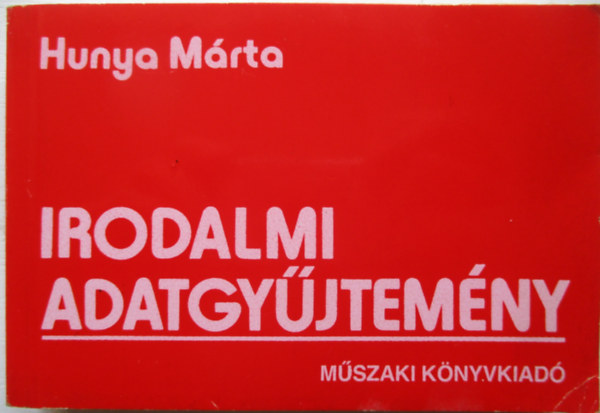 Hunya Márta
IRODALMI
ADATGYŰJTEMÉNY
MŰSZAKI KÖNYVKIADÓ